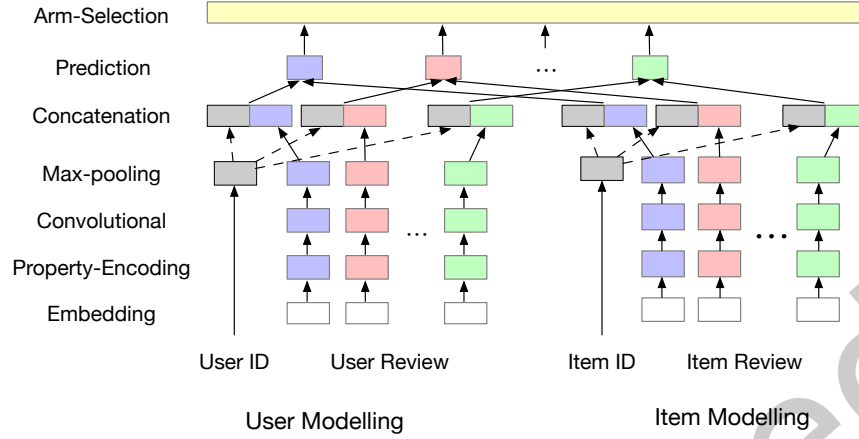 Arm-Selection
Prediction
...
Concatenation
Max-pooling
Convolutional
...
...
Property-Encoding
Embedding
User ID User Review Item ID Item Review
User Modelling Item Modelling